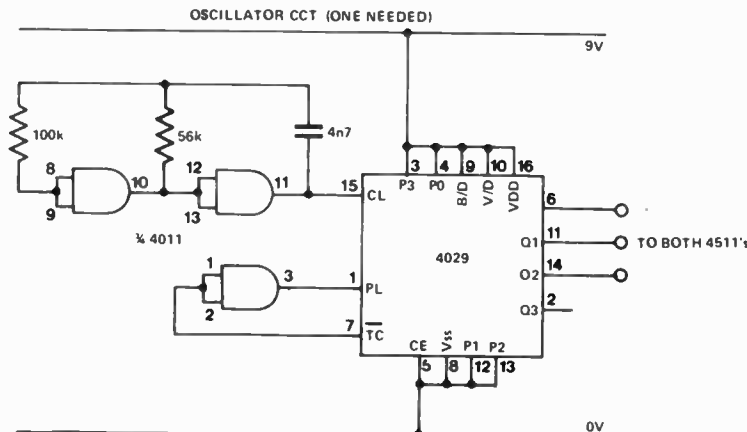 OSCILLATOR CCT (ONE NEEDED)
9V
100k
56k
4n7
8
9
10
12
13
11
15
CL
3 4 9 10 16
P3 P0 B/D V/D VDD
6
¾ 4011
Q1
11
TO BOTH 4511's
4029
O2
14
1
2
3
1
PL
Q3
2
7
TC
CE Vss P1 P2
5 8 12 13
0V